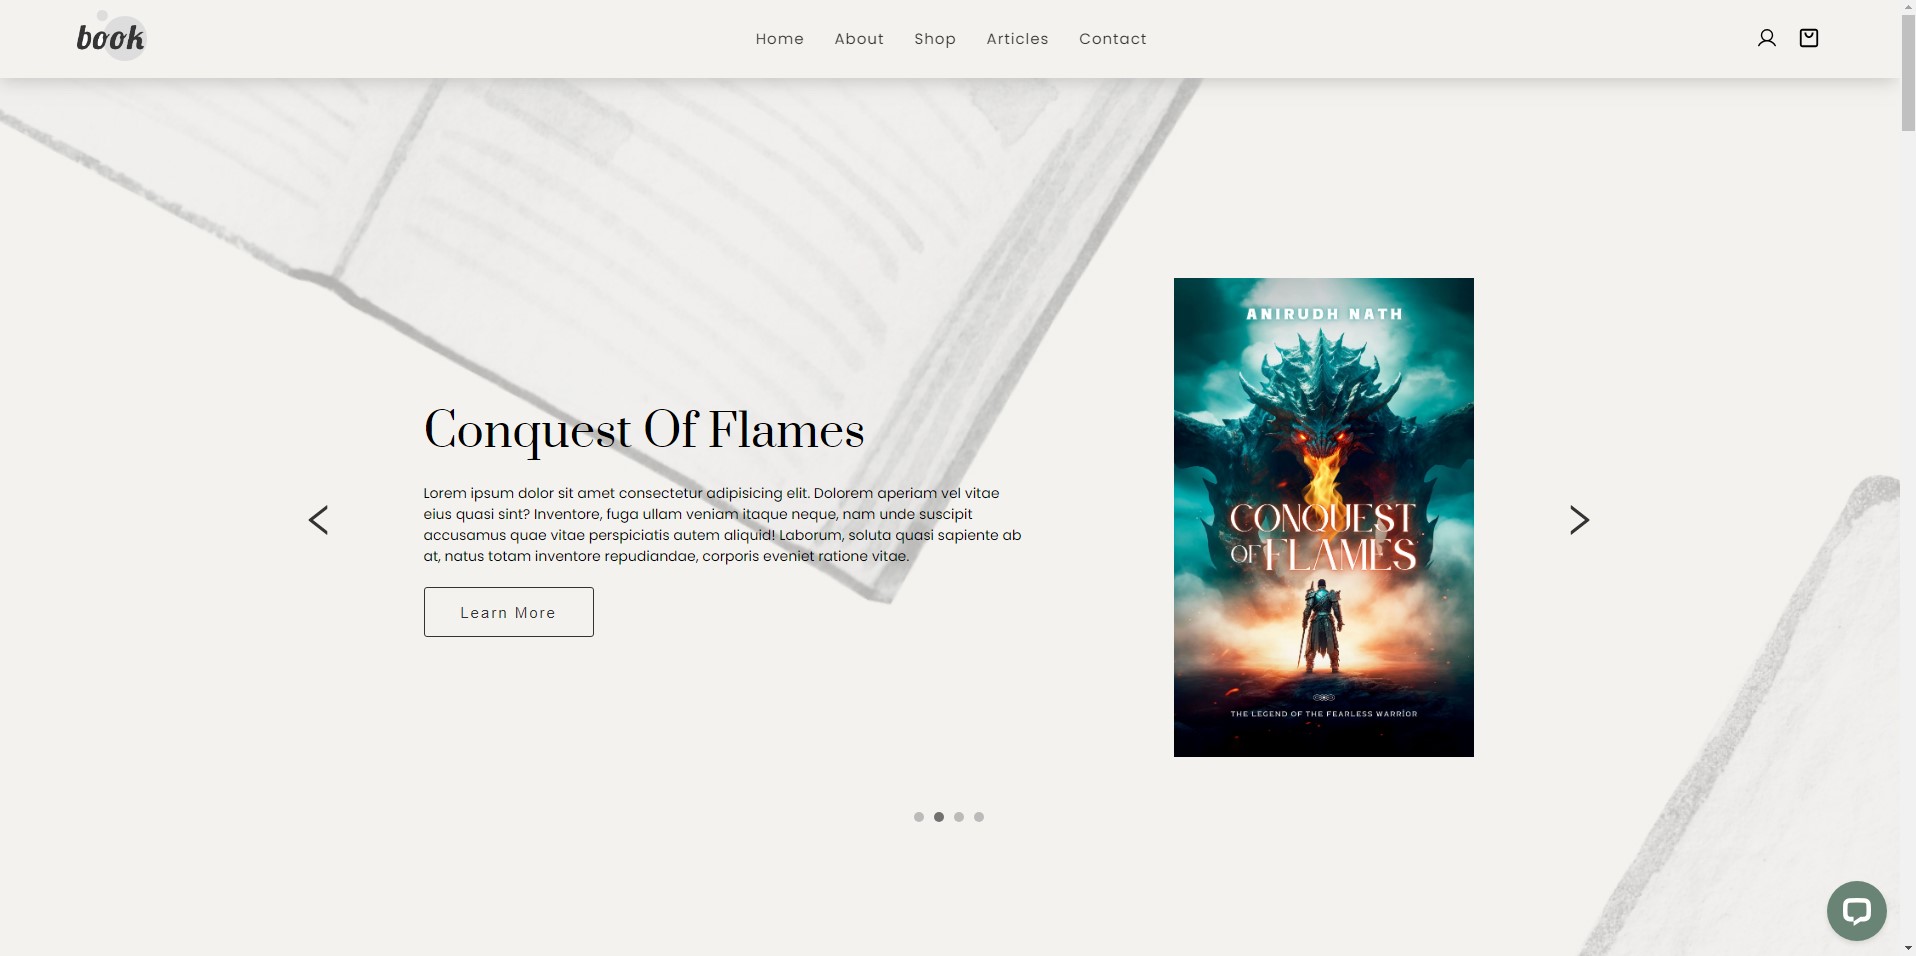 book
Home
About
Shop
Articles
Contact
Conquest Of Flames
Lorem ipsum dolor sit amet consectetur adipisicing elit. Dolorem aperiam vel vitae
eius quasi sint? Inventore, fuga ullam veniam itaque neque, nam unde suscipit
accusamus quae vitae perspiciatis autem aliquid! Laborum, soluta quasi sapiente ab
at, natus totam inventore repudiandae, corporis eveniet ratione vitae.
Learn More
ANIRUDH NATH
CONQUEST
OF FLAMES
THE LEGEND OF THE FEARLESS WARRIOR